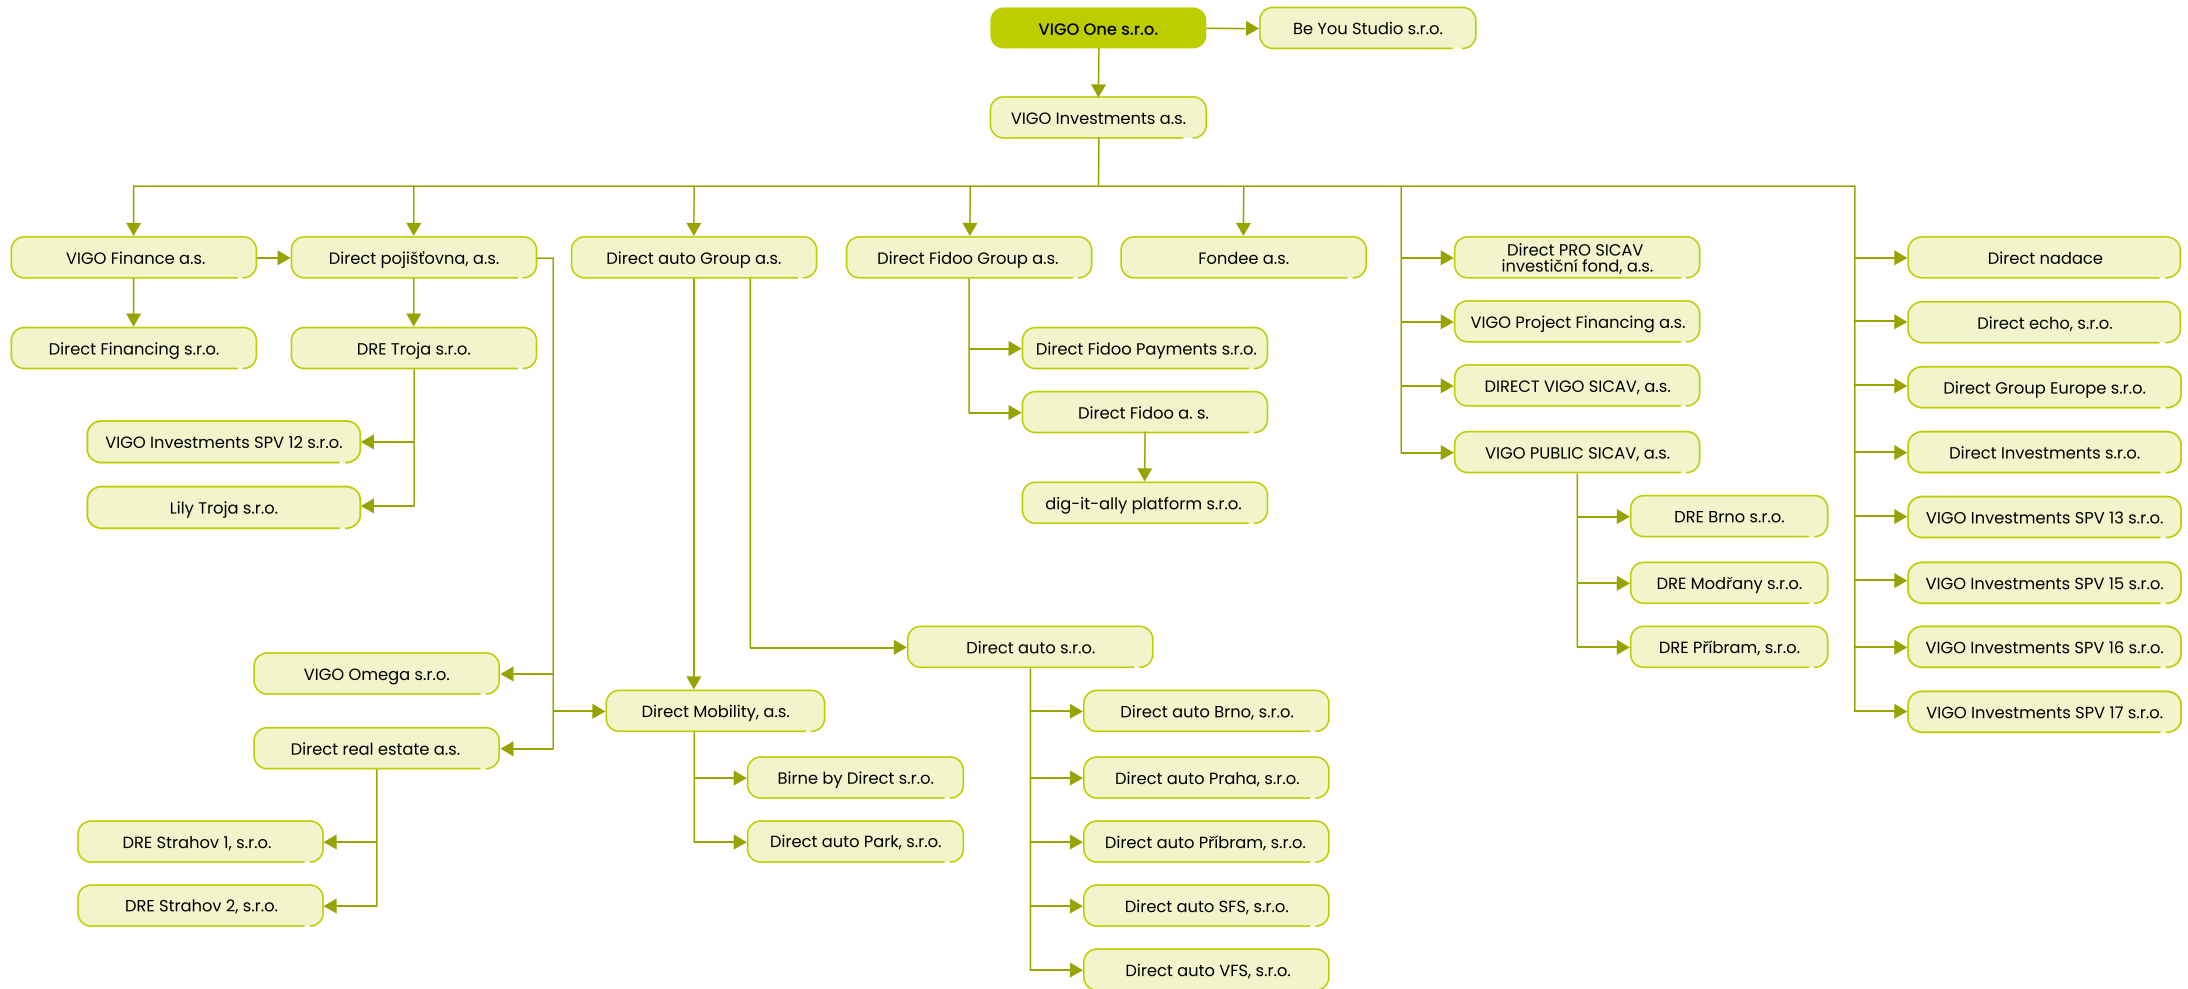 VIGO One s.r.o.
Be You Studio s.r.o.
VIGO Investments a.s.
VIGO Finance a.s.
Direct pojišťovna, a.s.
Direct auto Group a.s.
Direct Fidoo Group a.s.
Fondee a.s.
Direct PRO SICAV
investiční fond, a.s.
Direct nadace
Direct Financing s.r.o.
DRE Troja s.r.o.
Direct Fidoo Payments s.r.o.
VIGO Project Financing a.s.
Direct echo, s.r.o.
Direct Fidoo a. s.
DIRECT VIGO SICAV, a.s.
Direct Group Europe s.r.o.
VIGO Investments SPV 12 s.r.o.
VIGO PUBLIC SICAV, a.s.
Direct Investments s.r.o.
Lily Troja s.r.o.
dig-it-ally platform s.r.o.
DRE Brno s.r.o.
VIGO Investments SPV 13 s.r.o.
DRE Modřany s.r.o.
VIGO Investments SPV 15 s.r.o.
Direct auto s.r.o.
DRE Příbram, s.r.o.
VIGO Investments SPV 16 s.r.o.
VIGO Omega s.r.o.
Direct Mobility, a.s.
Direct auto Brno, s.r.o.
VIGO Investments SPV 17 s.r.o.
Direct real estate a.s.
Birne by Direct s.r.o.
Direct auto Praha, s.r.o.
DRE Strahov 1, s.r.o.
Direct auto Park, s.r.o.
Direct auto Příbram, s.r.o.
DRE Strahov 2, s.r.o.
Direct auto SFS, s.r.o.
Direct auto VFS, s.r.o.